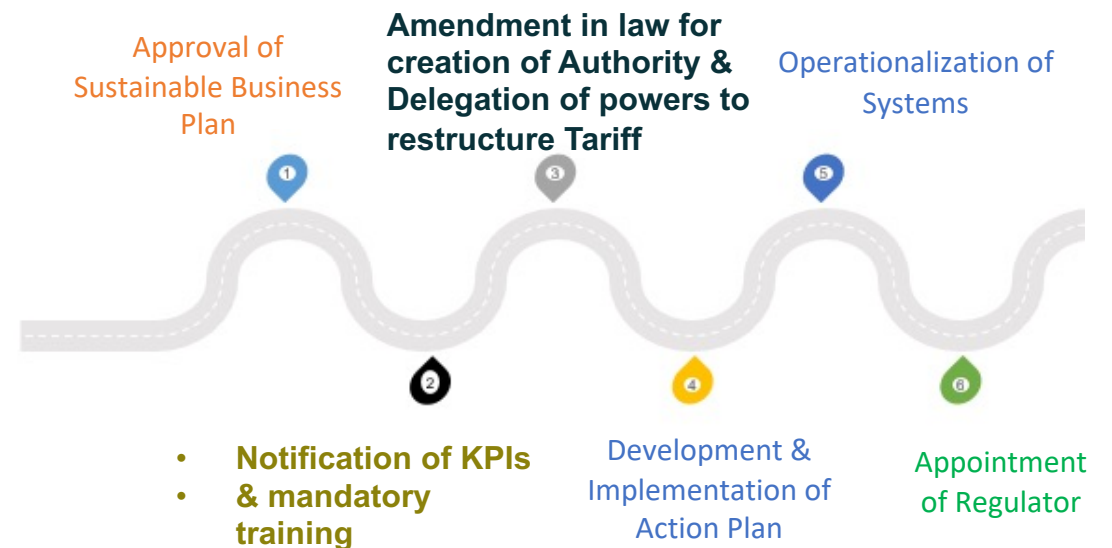 Approval of
Sustainable Business
Plan
Amendment in law for
creation of Authority &
Delegation of powers to
restructure Tariff
Operationalization of
Systems
1
3
5
2
4
6
• Notification of KPIs
• & mandatory
training
Development &
Implementation of
Action Plan
Appointment
of Regulator